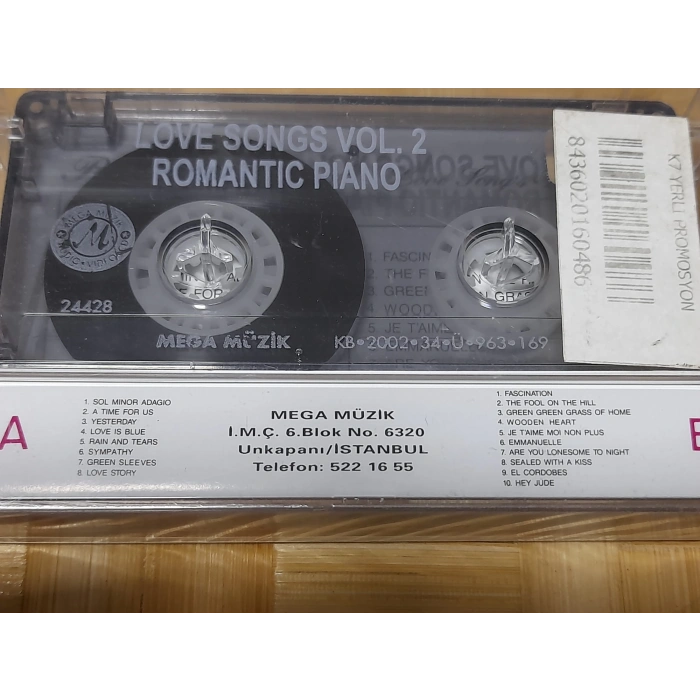 LOVE SONGS VOL. 2
ROMANTIC PIANO
MEGA MÜZİK
24428
MEGA MÜZİK
KB•2002•34•Ü•963•169
1. FASCIN
2. THE F
3. GREEN
4. WOOD
5. JE T'AIME
K7 YERLİ -PROMOSYON
8436020160486
A
1. SOL MINOR ADAGIO
2. A TIME FOR US
3. YESTERDAY
4. LOVE IS BLUE
5. RAIN AND TEARS
6. SYMPATHY
7. GREEN SLEEVES
8. LOVE STORY
MEGA MÜZİK
İ.M.Ç. 6.Blok No. 6320
Unkapanı/İSTANBUL
Telefon: 522 16 55
1. FASCINATION
2. THE FOOL ON THE HILL
3. GREEN GREEN GRASS OF HOME
4. WOODEN HEART
5. JE T'AIME MOI NON PLUS
6. EMMANUELLE
7. ARE YOU LONESOME TO NIGHT
8. SEALED WITH A KISS
9. EL CORDOBES
10. HEY JUDE